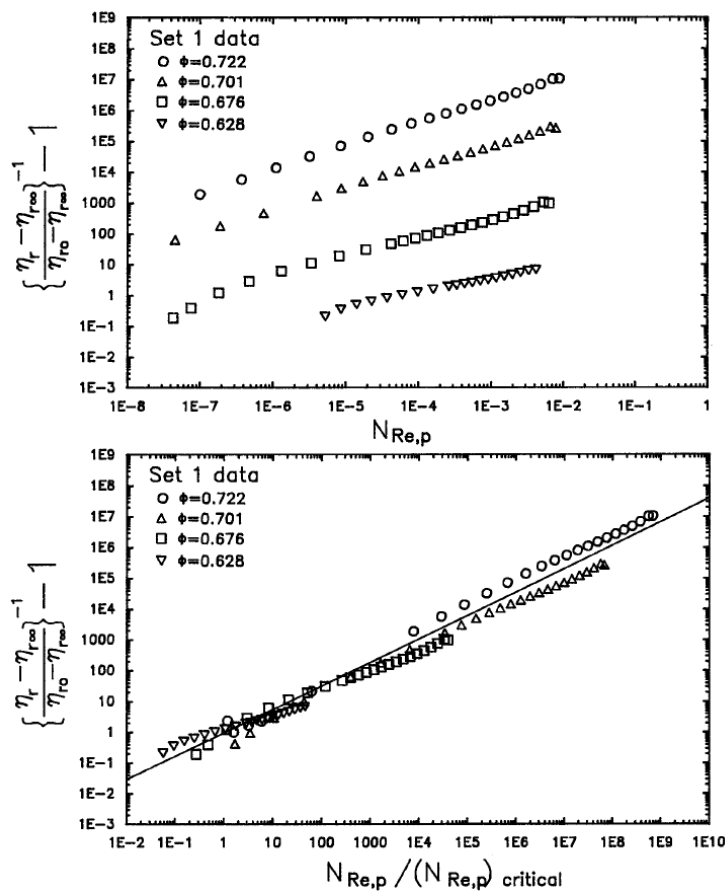 1E9
1E8
1E7
1E6
1E5
1E4
1000
100
10
1
1E-1
1E-2
1E-3
Set 1 data
○ ϕ=0.722
△ ϕ=0.701
□ ϕ=0.676
▽ ϕ=0.628
{(ηr − ηr∞)/(ηro − ηr∞)}⁻¹ − 1
1E-8 1E-7 1E-6 1E-5 1E-4 1E-3 1E-2 1E-1 1
N Re,p
1E9
1E8
1E7
1E6
1E5
1E4
1000
100
10
1
1E-1
1E-2
1E-3
Set 1 data
○ ϕ=0.722
△ ϕ=0.701
□ ϕ=0.676
▽ ϕ=0.628
{(ηr − ηr∞)/(ηro − ηr∞)}⁻¹ − 1
1E-2 1E-1 1 10 100 1000 1E4 1E5 1E6 1E7 1E8 1E9 1E10
N Re,p /(N Re,p) critical